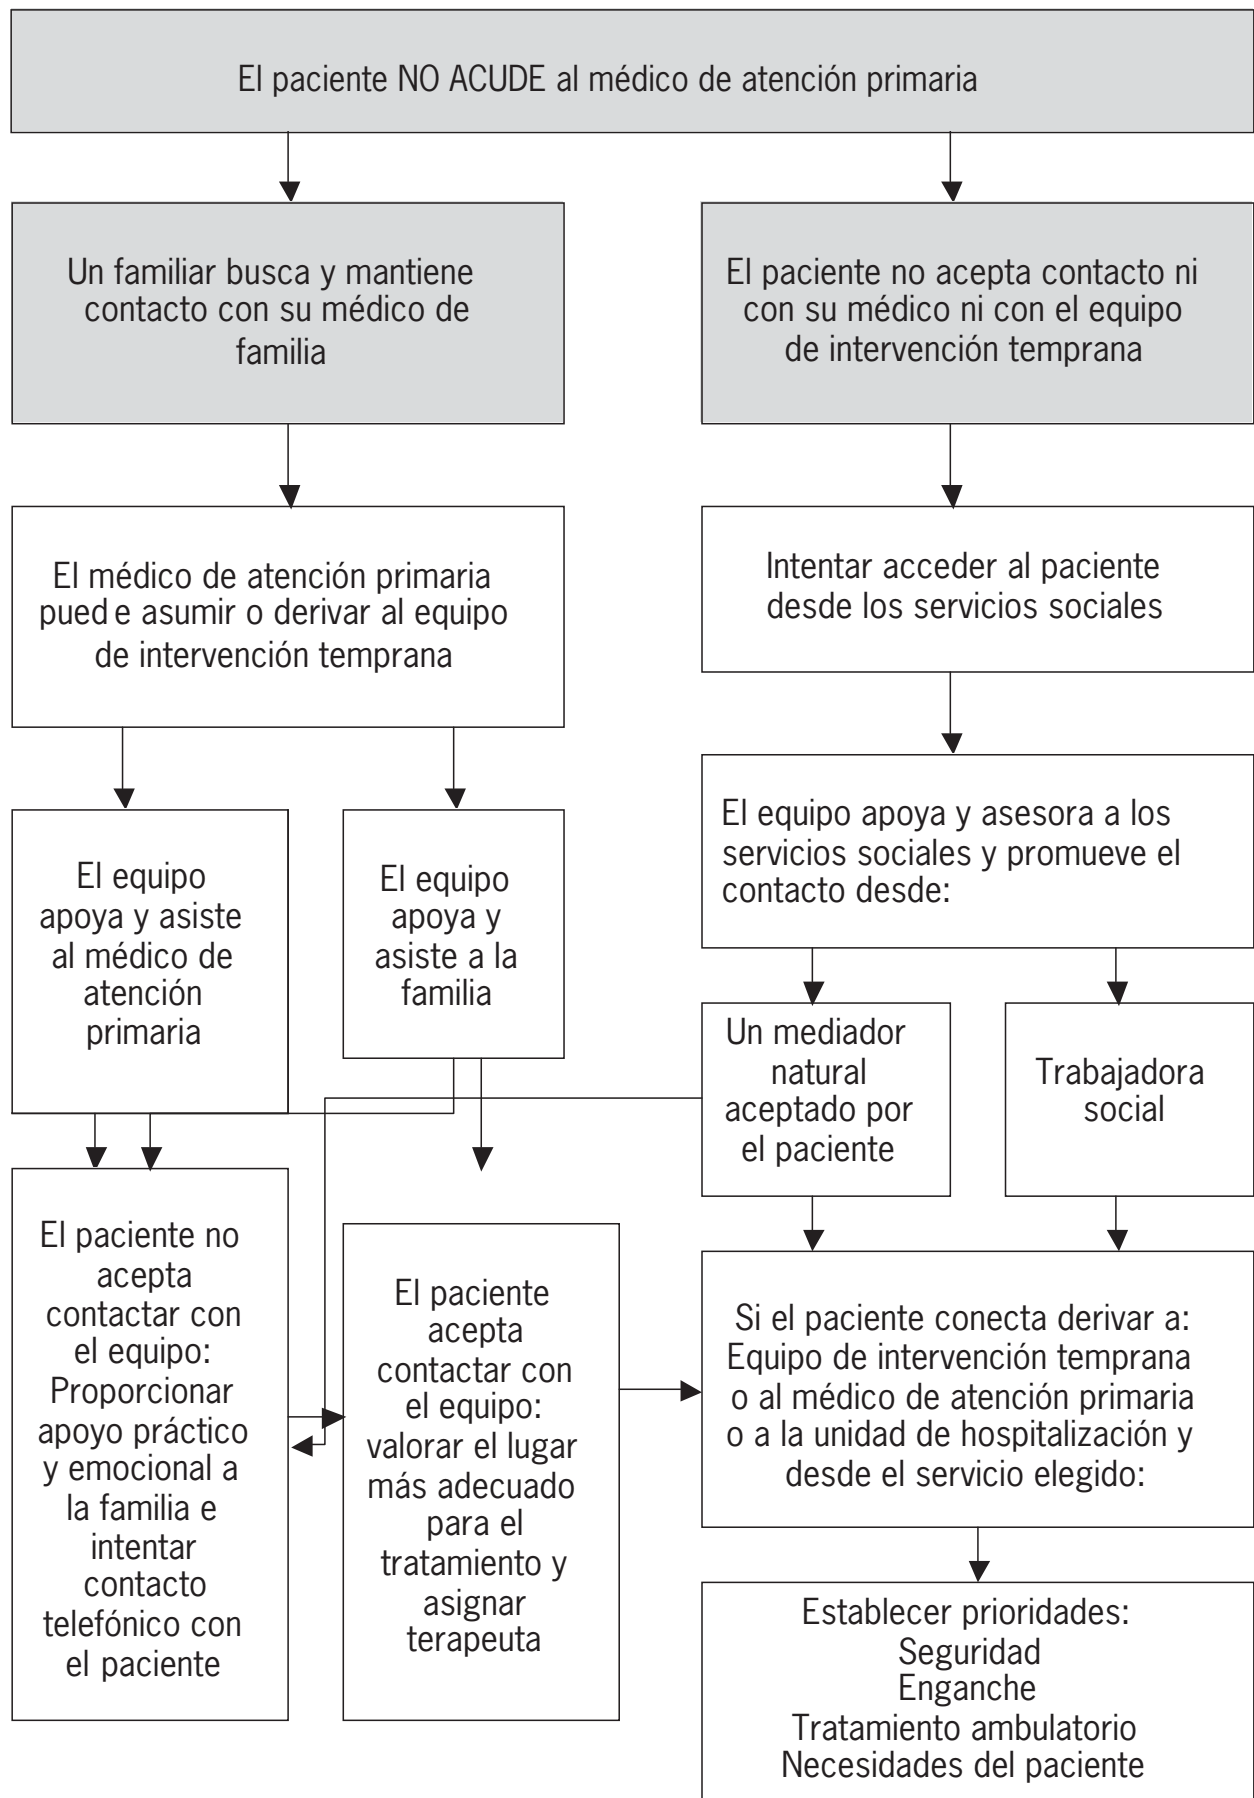 El paciente NO ACUDE al médico de atención primaria
Un familiar busca y mantiene
contacto con su médico de
familia
El paciente no acepta contacto ni
con su médico ni con el equipo
de intervención temprana
El médico de atención primaria
pued e asumir o derivar al equipo
de intervención temprana
Intentar acceder al paciente
desde los servicios sociales
El equipo
apoya y asiste
al médico de
atención
primaria
El equipo
apoya y
asiste a la
familia
El equipo apoya y asesora a los
servicios sociales y promueve el
contacto desde:
Un mediador
natural
aceptado por
el paciente
Trabajadora
social
El paciente no
acepta
contactar con
el equipo:
Proporcionar
apoyo práctico
y emocional a
la familia e
intentar
contacto
telefónico con
el paciente
El paciente
acepta
contactar con
el equipo:
valorar el lugar
más adecuado
para el
tratamiento y
asignar
terapeuta
Si el paciente conecta derivar a:
Equipo de intervención temprana
o al médico de atención primaria
o a la unidad de hospitalización y
desde el servicio elegido:
Establecer prioridades:
Seguridad
Enganche
Tratamiento ambulatorio
Necesidades del paciente